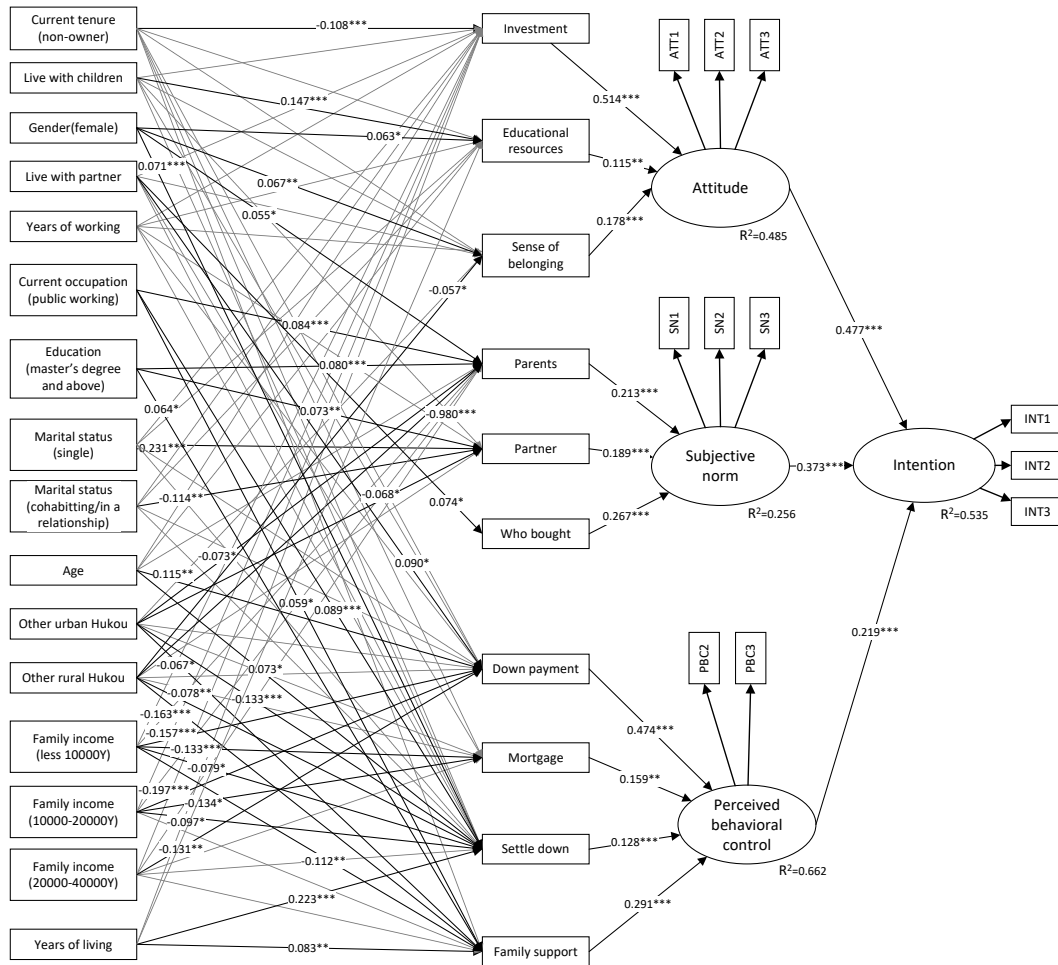 Current tenure
(non-owner)
Live with children
Gender(female)
Live with partner
Years of working
Current occupation
(public working)
Education
(master's degree
and above)
Marital status
(single)
Marital status
(cohabitting/in a
relationship)
Age
Other urban Hukou
Other rural Hukou
Family income
(less 10000Y)
Family income
(10000-20000Y)
Family income
(20000-40000Y)
Years of living
-0.108***
0.147***
0.063*
0.071***
0.067**
0.055*
-0.057*
0.084***
0.080***
0.064*
0.073**
-0.980***
-0.231***
-0.114**
-0.068*
0.074*
-0.073*
-0.115**
0.090*
0.059*
0.089***
-0.067*
0.073*
-0.078**
-0.133***
-0.163***
-0.157***
-0.133***
-0.079*
-0.197***
-0.134*
-0.097*
-0.131**
-0.112**
0.223***
0.083**
Investment
Educational
resources
Sense of
belonging
Parents
Partner
Who bought
Down payment
Mortgage
Settle down
Family support
0.514***
0.115**
0.178***
0.213***
0.189***
0.267***
0.474***
0.159**
0.128***
0.291***
ATT1
ATT2
ATT3
Attitude
R²=0.485
SN1
SN2
SN3
Subjective
norm
R²=0.256
PBC2
PBC3
Perceived
behavioral
control
R²=0.662
0.477***
0.373***
0.219***
Intention
R²=0.535
INT1
INT2
INT3